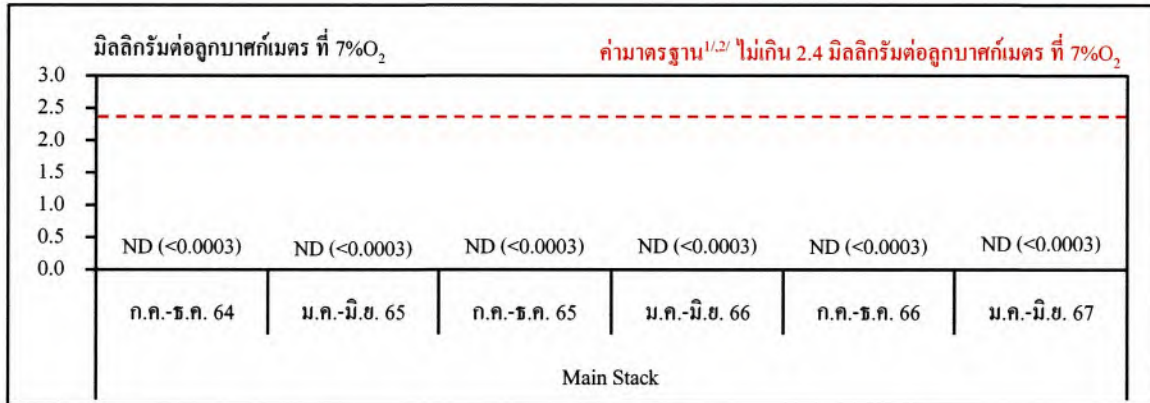 มิลลิกรัมต่อลูกบาศก์เมตร ที่ 7%O₂ ค่ามาตรฐาน¹/,²/ ไม่เกิน 2.4 มิลลิกรัมต่อลูกบาศก์เมตร ที่ 7%O₂
3.0
2.5
2.0
1.5
1.0
0.5
0.0
ND (<0.0003) ND (<0.0003) ND (<0.0003) ND (<0.0003) ND (<0.0003) ND (<0.0003)
ก.ค.-ธ.ค. 64 ม.ค.-มิ.ย. 65 ก.ค.-ธ.ค. 65 ม.ค.-มิ.ย. 66 ก.ค.-ธ.ค. 66 ม.ค.-มิ.ย. 67
Main Stack